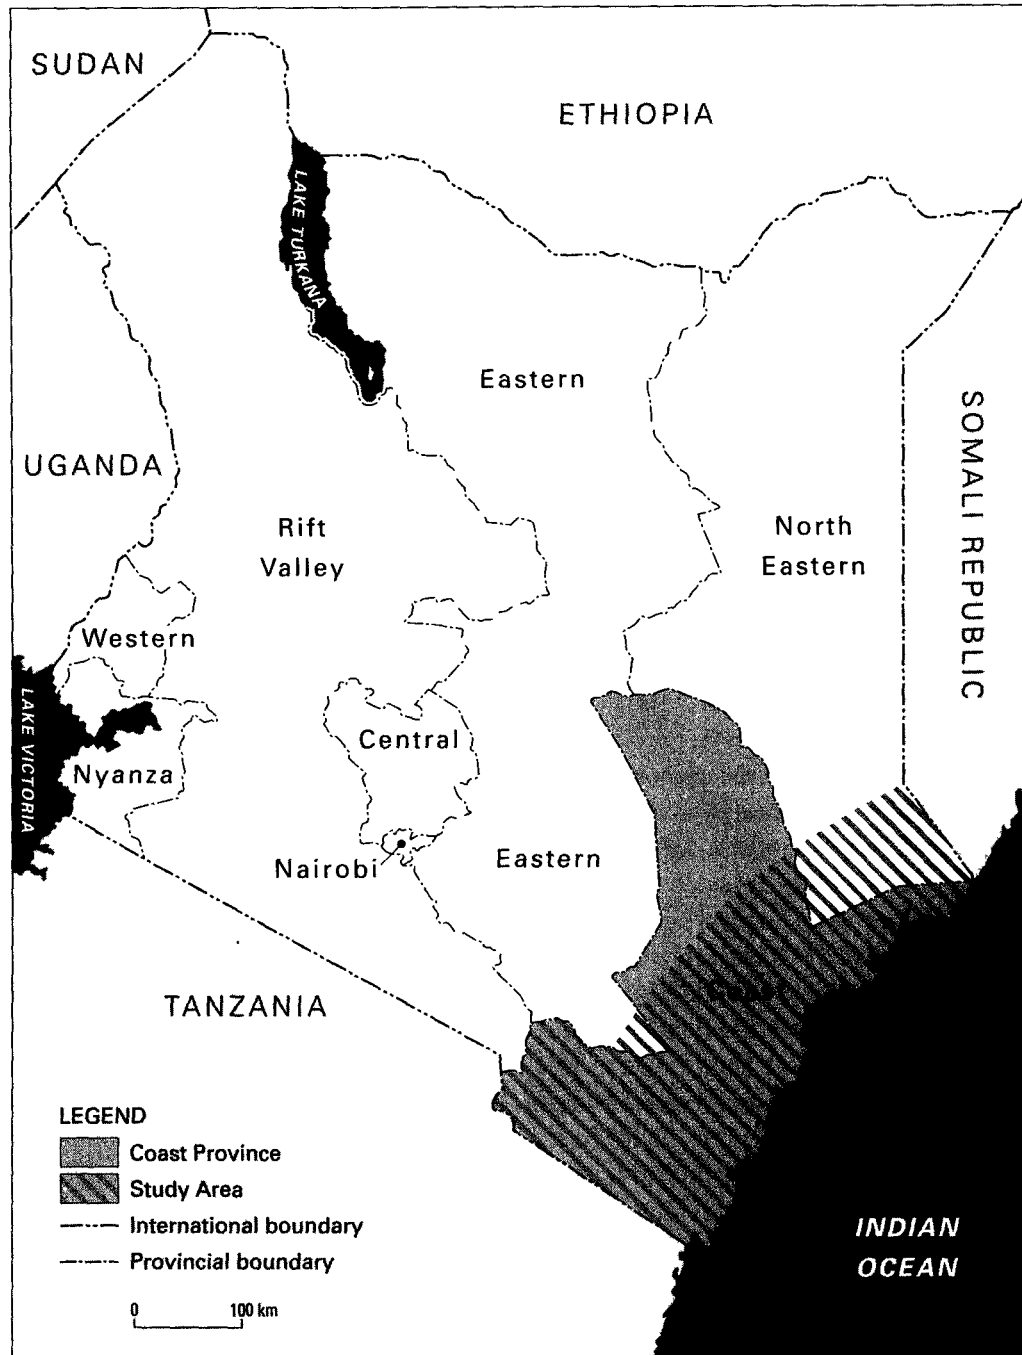 SUDAN
ETHIOPIA
LAKE TURKANA
Eastern
UGANDA
SOMALI REPUBLIC
Rift
Valley
North
Eastern
Western
LAKE VICTORIA
Central
Nyanza
Nairobi
Eastern
COAST
TANZANIA
LEGEND
Coast Province
Study Area
International boundary
Provincial boundary
0 100 km
INDIAN
OCEAN